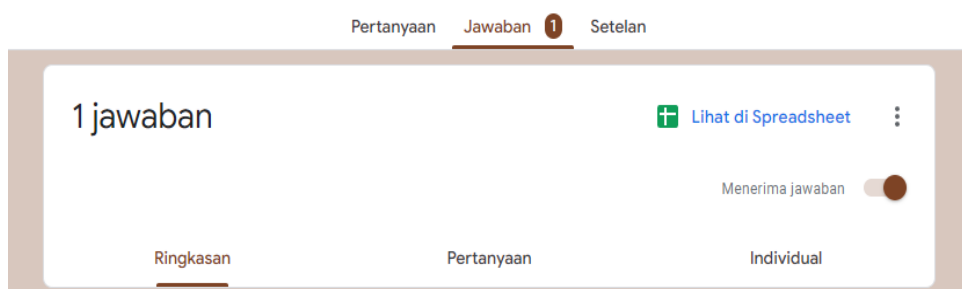 Pertanyaan Jawaban 1 Setelan
1 jawaban
Lihat di Spreadsheet
Menerima jawaban
Ringkasan Pertanyaan Individual